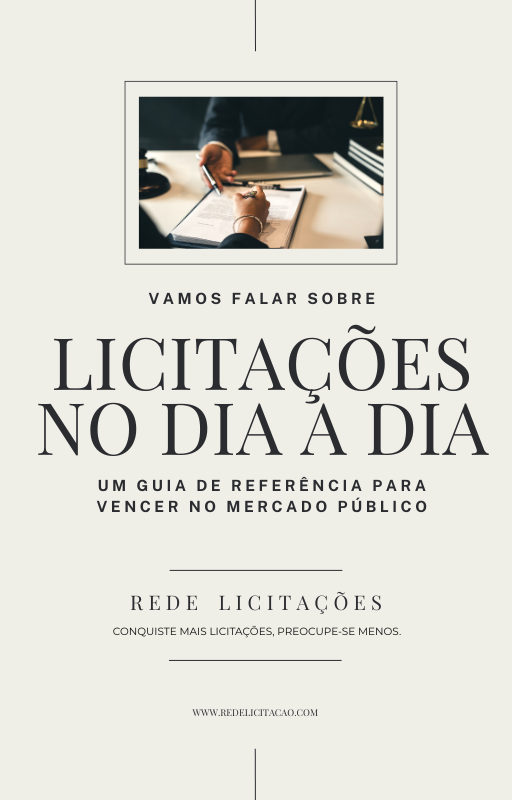 VAMOS FALAR SOBRE
LICITAÇÕES
NO DIA A DIA
UM GUIA DE REFERÊNCIA PARA
VENCER NO MERCADO PÚBLICO
REDE LICITAÇÕES
CONQUISTE MAIS LICITAÇÕES, PREOCUPE-SE MENOS.
WWW.REDELICITACAO.COM